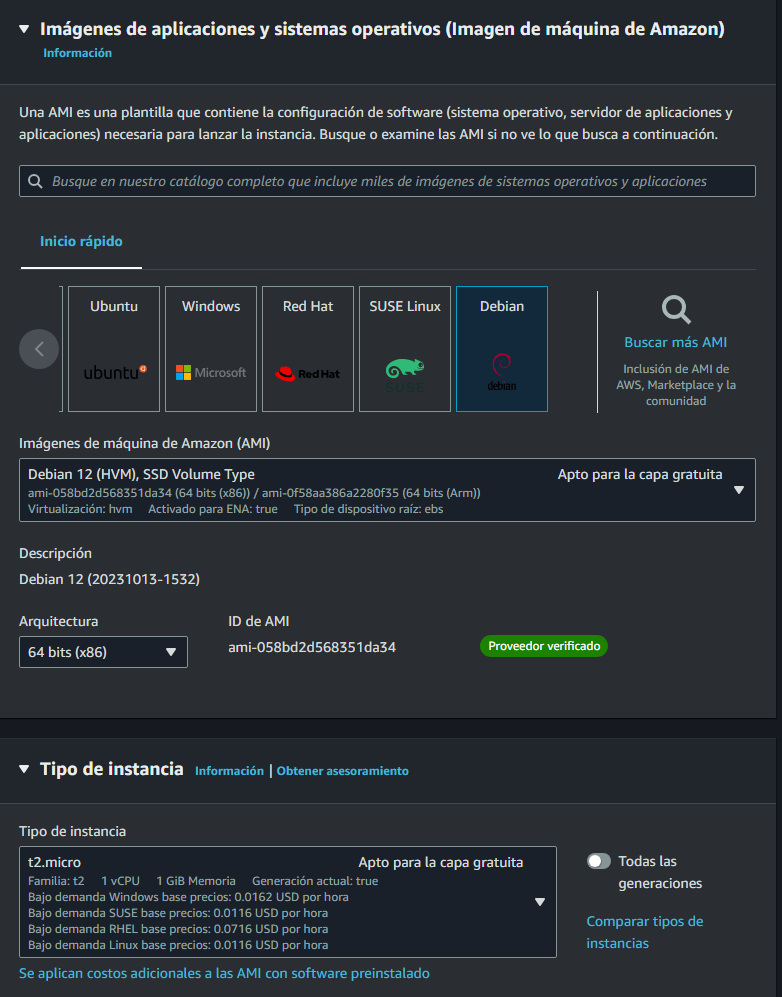 Imágenes de aplicaciones y sistemas operativos (Imagen de máquina de Amazon)
Información
Una AMI es una plantilla que contiene la configuración de software (sistema operativo, servidor de aplicaciones y
aplicaciones) necesaria para lanzar la instancia. Busque o examine las AMI si no ve lo que busca a continuación.
Busque en nuestro catálogo completo que incluye miles de imágenes de sistemas operativos y aplicaciones
Inicio rápido
Ubuntu
ubuntu
Windows
Microsoft
Red Hat
Red Hat
SUSE Linux
SUSE
Debian
debian
Buscar más AMI
Inclusión de AMI de
AWS, Marketplace y la
comunidad
Imágenes de máquina de Amazon (AMI)
Debian 12 (HVM), SSD Volume Type
Apto para la capa gratuita
ami-058bd2d568351da34 (64 bits (x86)) / ami-0f58aa386a2280f35 (64 bits (Arm))
Virtualización: hvm Activado para ENA: true Tipo de dispositivo raíz: ebs
Descripción
Debian 12 (20231013-1532)
Arquitectura
64 bits (x86)
ID de AMI
ami-058bd2d568351da34
Proveedor verificado
Tipo de instancia
Información | Obtener asesoramiento
Tipo de instancia
t2.micro
Apto para la capa gratuita
Familia: t2 1 vCPU 1 GiB Memoria Generación actual: true
Bajo demanda Windows base precios: 0.0162 USD por hora
Bajo demanda SUSE base precios: 0.0116 USD por hora
Bajo demanda RHEL base precios: 0.0716 USD por hora
Bajo demanda Linux base precios: 0.0116 USD por hora
Todas las
generaciones
Comparar tipos de
instancias
Se aplican costos adicionales a las AMI con software preinstalado